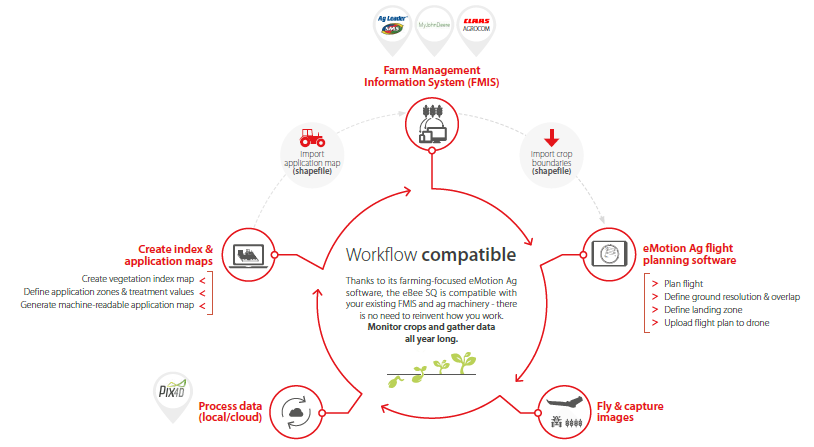 Ag Leader
SMS
MyJohnDeere
CLAAS
AGROCOM
Farm Management
Information System (FMIS)
Import
application map
(shapefile)
Import crop
boundaries
(shapefile)
Create index &
application maps
Create vegetation index map <
Define application zones & treatment values <
Generate machine-readable application map <
Workflow compatible
Thanks to its farming-focused eMotion Ag
software, the eBee SQ is compatible with
your existing FMIS and ag machinery - there
is no need to reinvent how you work.
Monitor crops and gather data
all year long.
eMotion Ag flight
planning software
> Plan flight
> Define ground resolution & overlap
> Define landing zone
> Upload flight plan to drone
PIX4D
Process data
(local/cloud)
Fly & capture
images